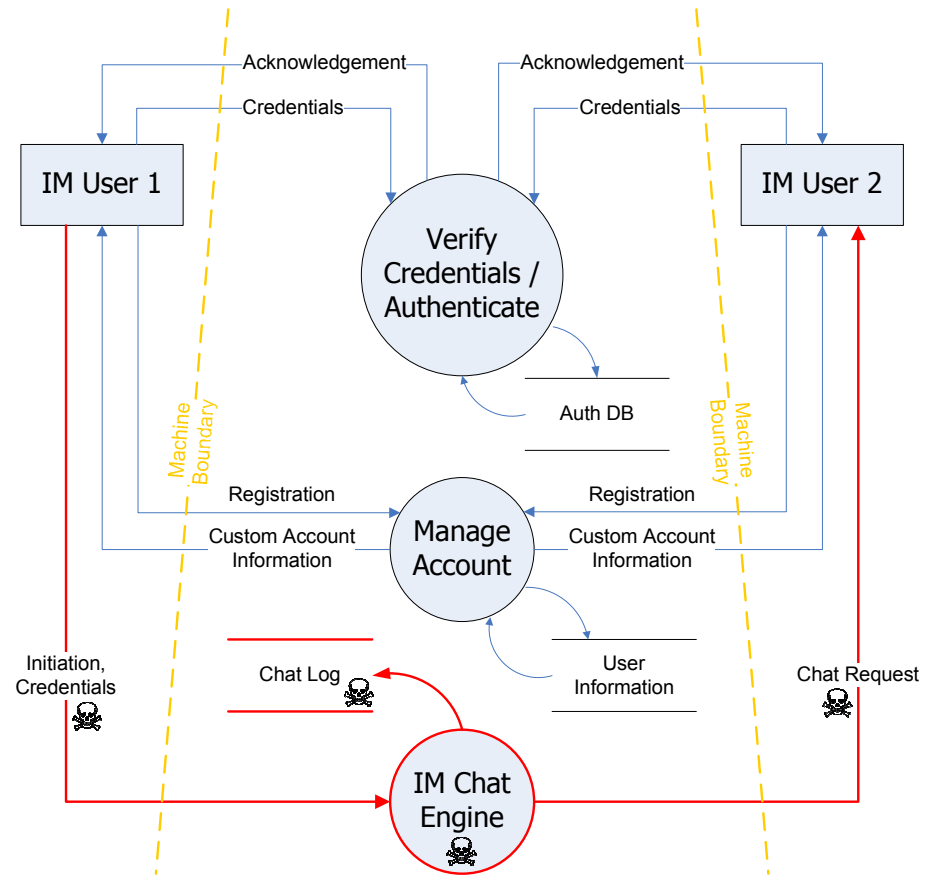 Acknowledgement
Acknowledgement
Credentials
Credentials
IM User 1
IM User 2
Verify
Credentials /
Authenticate
Auth DB
Machine
Boundary
Machine
Boundary
Registration
Registration
Manage
Account
Custom Account
Information
Custom Account
Information
Initiation,
Credentials
Chat Log
User
Information
Chat Request
IM Chat
Engine